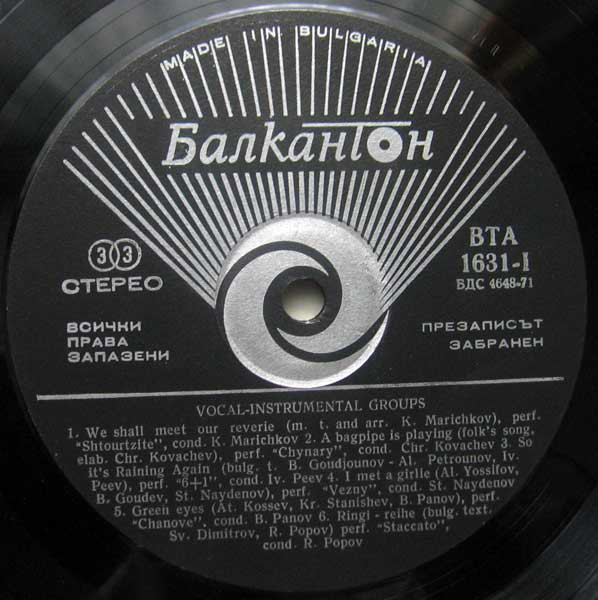 MADE IN BULGARIA
Балкантон
33
СТЕРЕО
ВСИЧКИ
ПРАВА
ЗАПАЗЕНИ
ВТА
1631-I
БДС 4648-71
ПРЕЗАПИСЪТ
ЗАБРАНЕН
VOCAL-INSTRUMENTAL GROUPS
1. We shall meet our reverie (m. t. and arr. K. Marichkov), perf.
"Shtourtzite", cond. K. Marichkov 2. A bagpipe is playing (folk's song,
elab. Chr. Kovachev), perf. "Chynary", cond. Chr. Kovachev 3. So
it's Raining Again (bulg. t. B. Goudjounov - Al. Petrounov, Iv.
Peev), perf. "6+1", cond. Iv. Peev 4. I met a girlie (Al. Yossifov,
B. Goudev, St. Naydenov), perf. "Vezny", cond. St. Naydenov
5. Green eyes (At. Kossev, Kr. Stanishev, B. Panov), perf.
"Chanove", cond. B. Panov 6. Ringi - reihe (bulg. text.
Sv. Dimitrov, R. Popov) perf. "Staccato",
cond. R. Popov